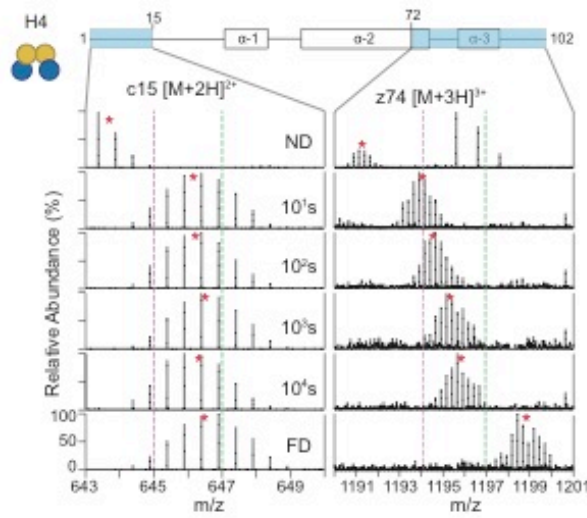 H4
1
15
α-1
α-2
72
α-3
102
c15 [M+2H]²⁺
z74 [M+3H]³⁺
ND
10¹s
10²s
10³s
10⁴s
FD
Relative Abundance (%)
100
50
0
643
645
647
649
m/z
1191
1193
1195
1197
1199
1201
m/z